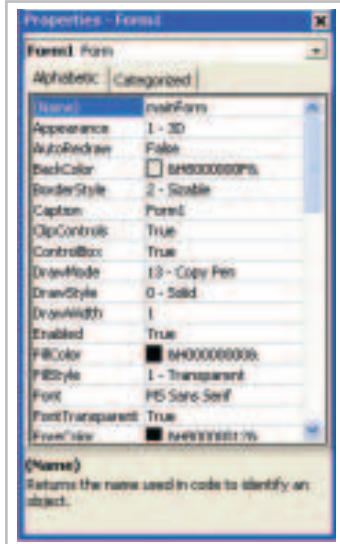 Properties - Form1
Form1 Form
Alphabetic Categorized
(Name) mainForm
Appearance 1 - 3D
AutoRedraw False
BackColor &H8000000F&
BorderStyle 2 - Sizable
Caption Form1
ClipControls True
ControlBox True
DrawMode 13 - Copy Pen
DrawStyle 0 - Solid
DrawWidth 1
Enabled True
FillColor &H00000000&
FillStyle 1 - Transparent
Font MS Sans Serif
FontTransparent True
ForeColor
(Name)
Returns the name used in code to identify an
object.